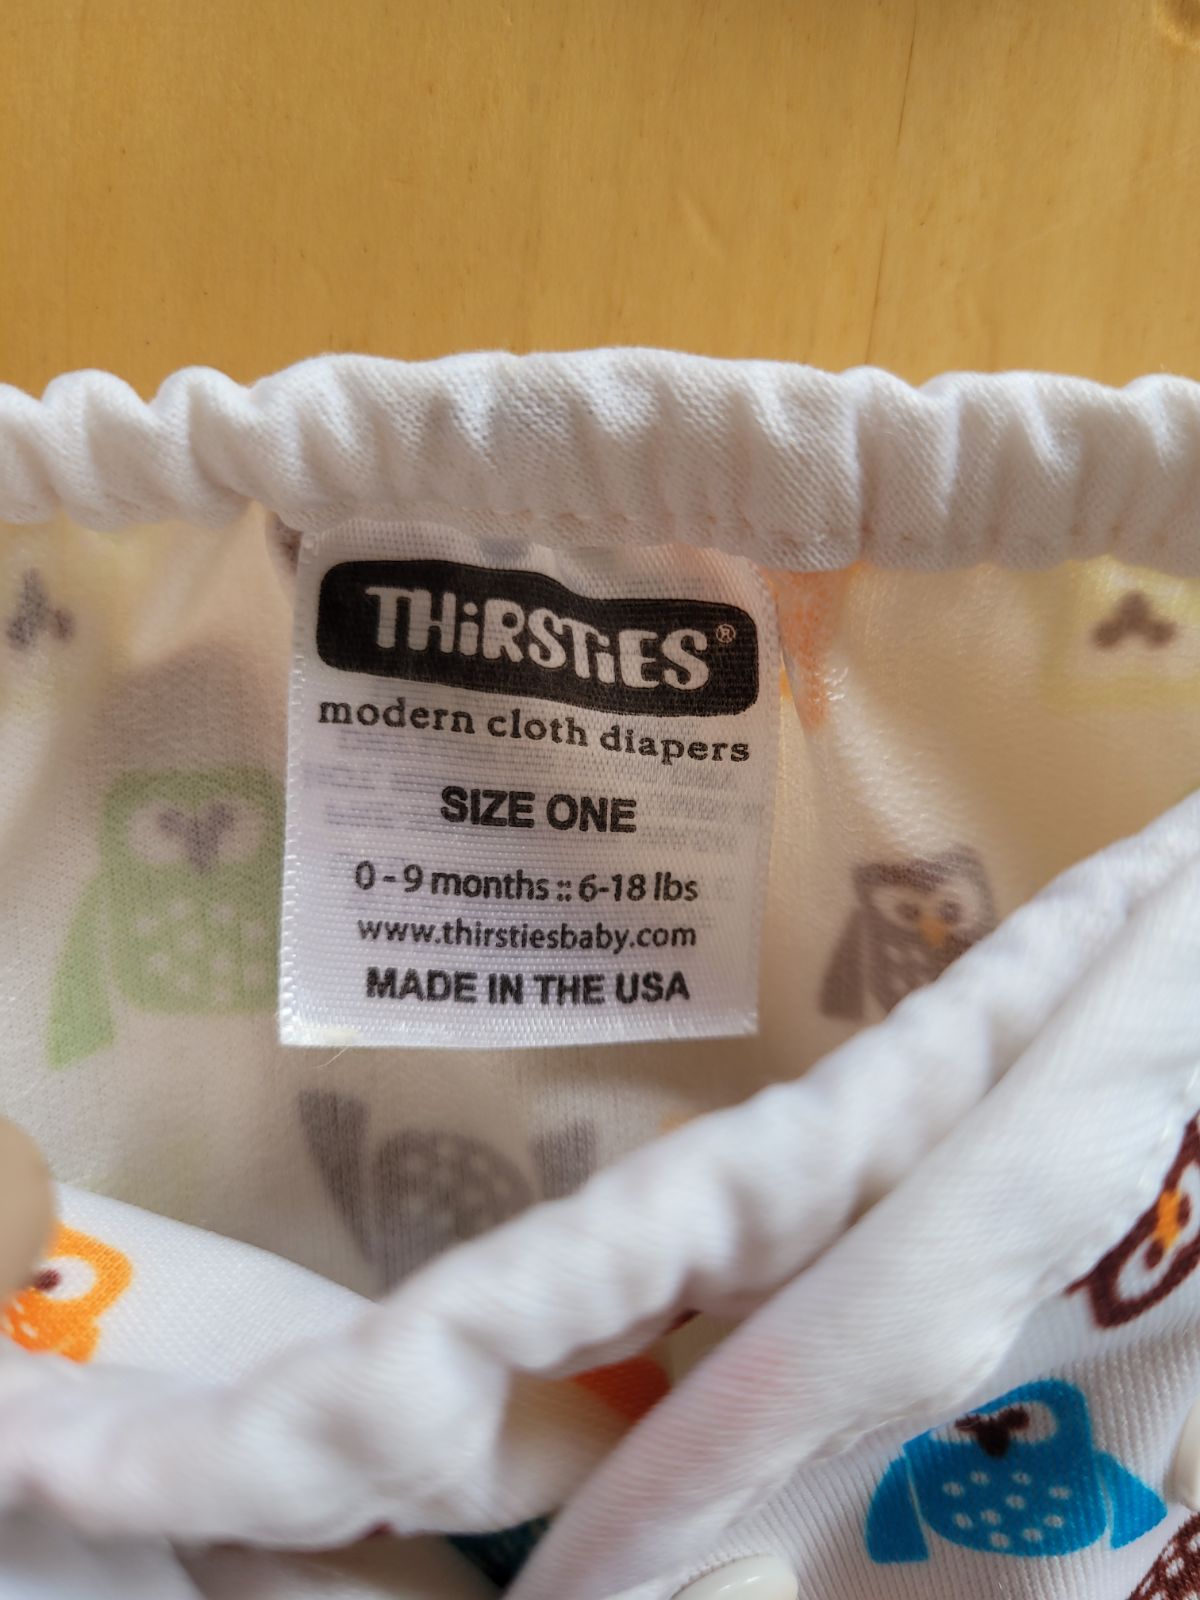 THiRSTiES®
modern cloth diapers
SIZE ONE
0 - 9 months :: 6-18 lbs
www.thirstiesbaby.com
MADE IN THE USA